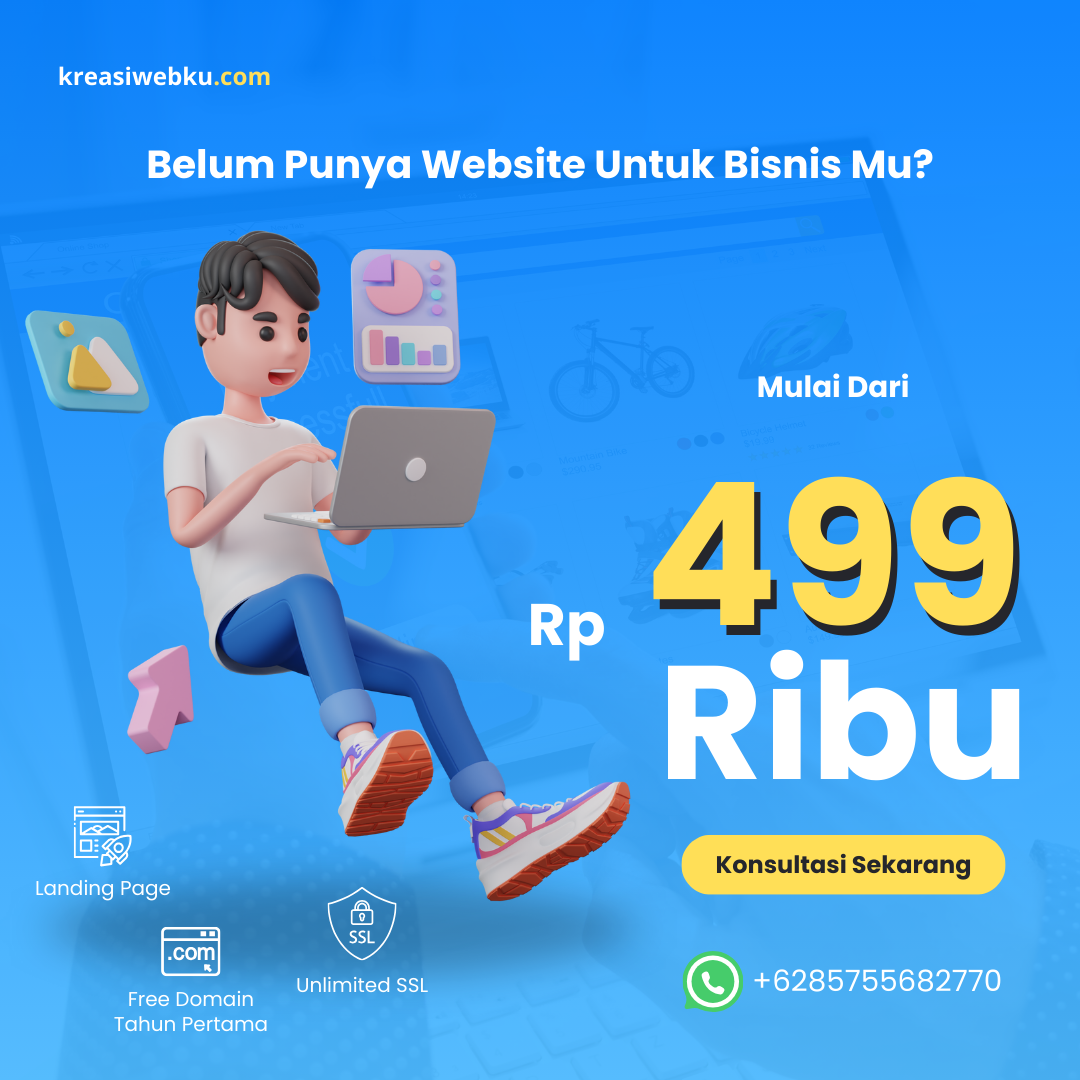 kreasiwebku.com
Belum Punya Website Untuk Bisnis Mu?
Mulai Dari
Rp
499
Ribu
Konsultasi Sekarang
+6285755682770
Landing Page
.com
Free Domain
Tahun Pertama
SSL
Unlimited SSL